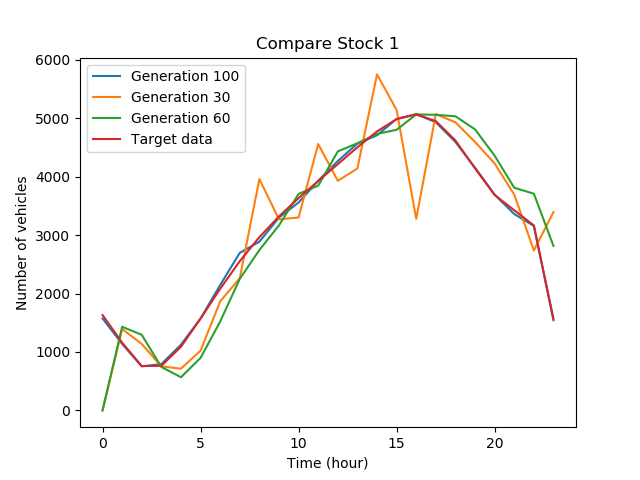 Compare Stock 1
Generation 100
Generation 30
Generation 60
Target data
6000
5000
4000
3000
2000
1000
0
Number of vehicles
0 5 10 15 20
Time (hour)